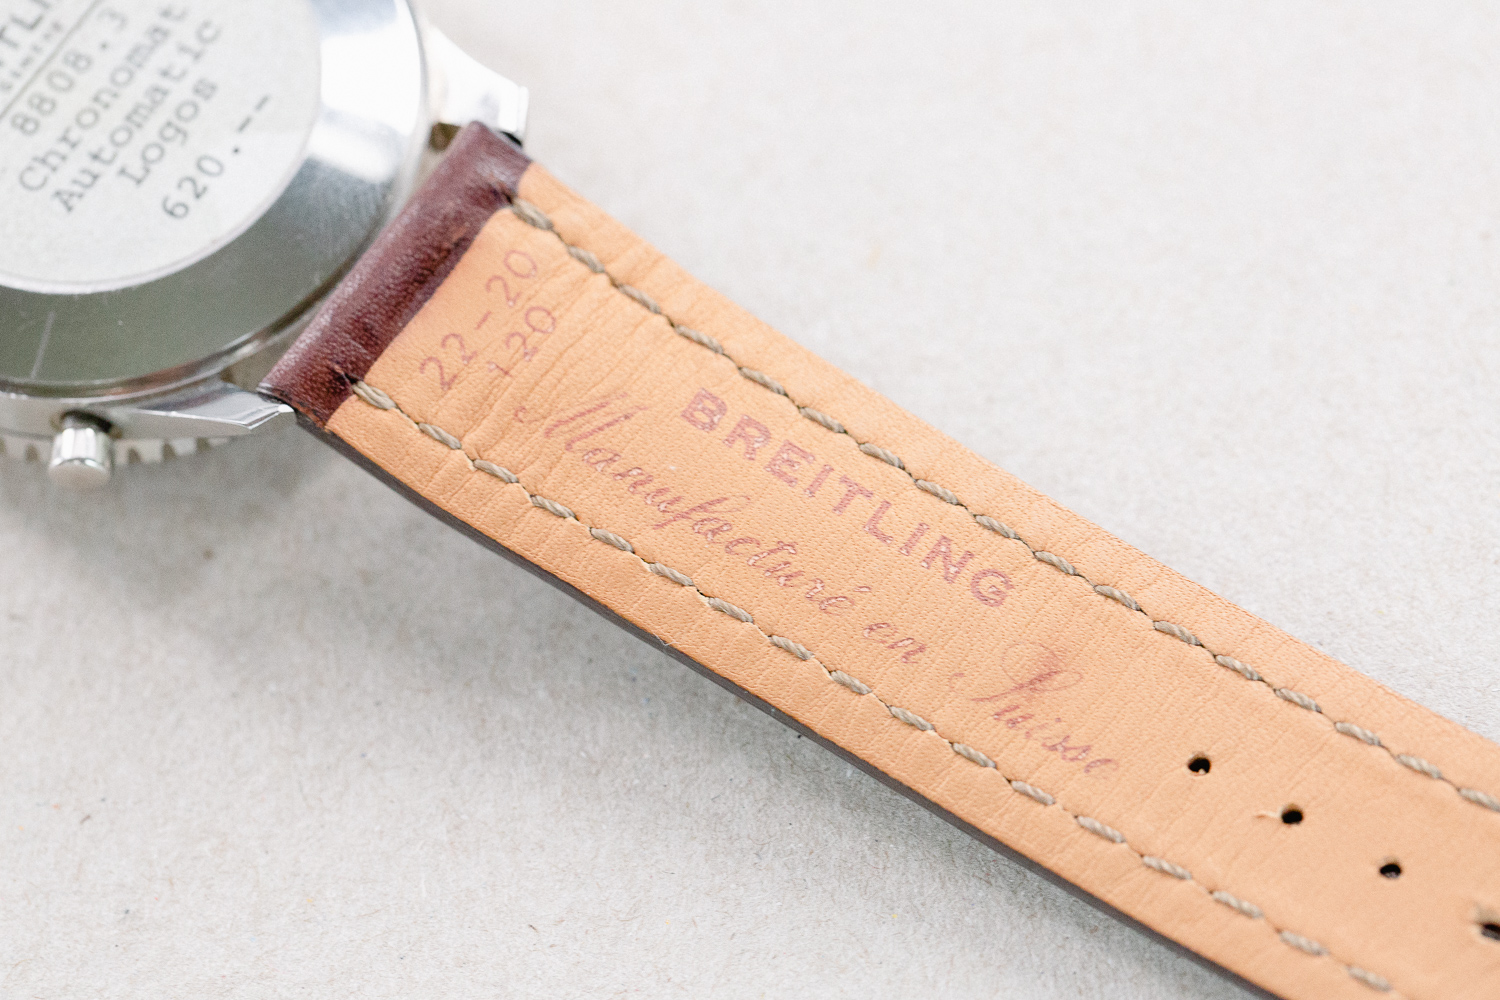 8808.3
Chronomat
Automatic
Logos
620.--
22-20
120
BREITLING
Manufacturé en Suisse